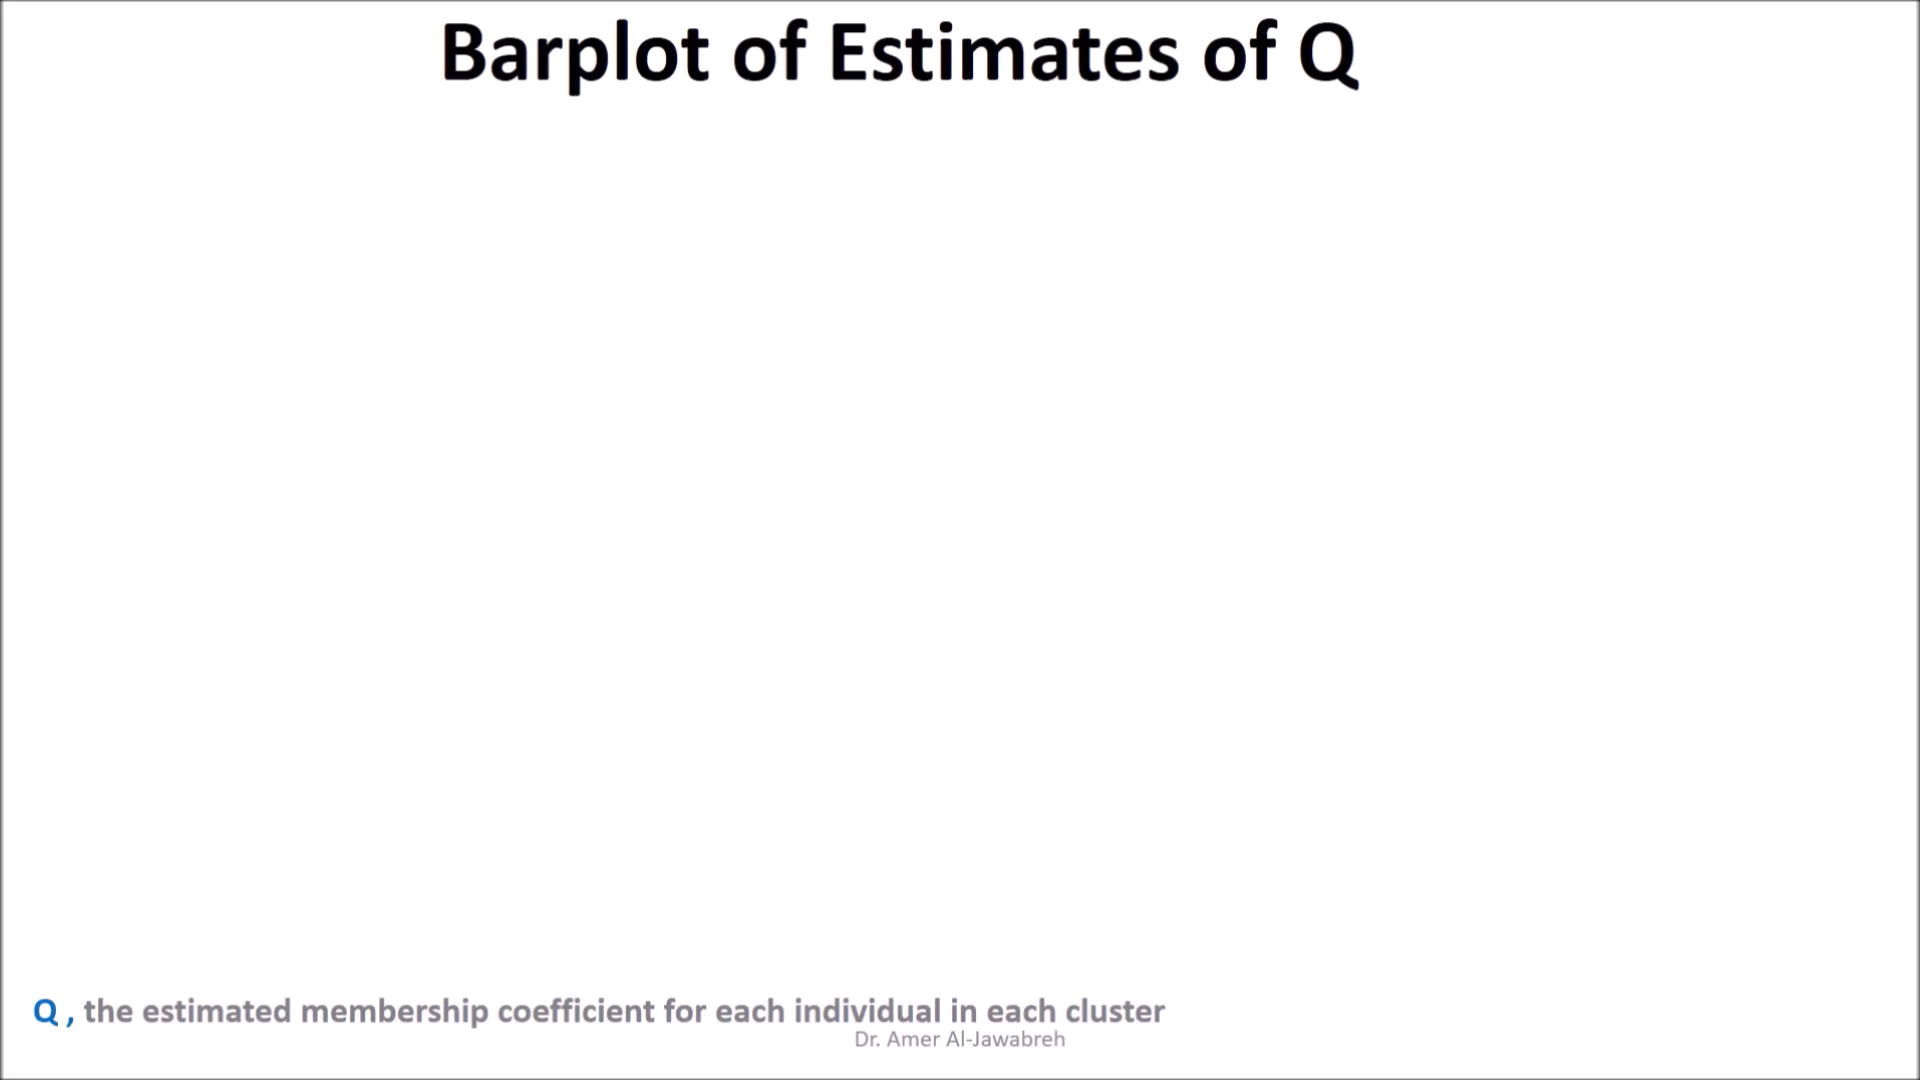 Barplot of Estimates of Q
Q , the estimated membership coefficient for each individual in each cluster
Dr. Amer Al-Jawabreh